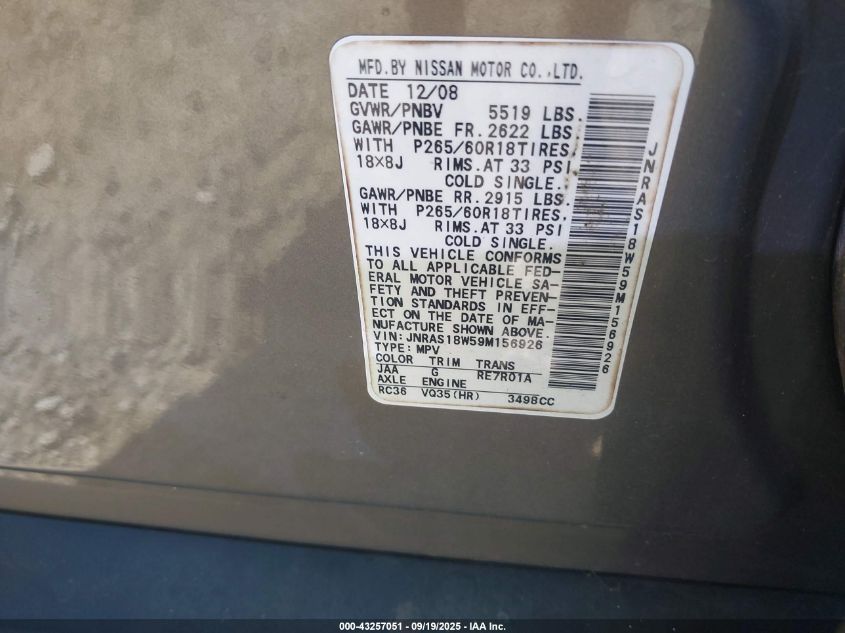 MFD.BY NISSAN MOTOR CO.,LTD.
DATE 12/08
GVWR/PNBV 5519 LBS.
GAWR/PNBE FR.2622 LBS.
WITH P265/60R18TIRES,
18×8J RIMS.AT 33 PSI
COLD SINGLE.
GAWR/PNBE RR.2915 LBS.
WITH P265/60R18TIRES,
18×8J RIMS.AT 33 PSI
COLD SINGLE.
THIS VEHICLE CONFORMS
TO ALL APPLICABLE FED-
ERAL MOTOR VEHICLE SA-
FETY AND THEFT PREVEN-
TION STANDARDS IN EFF-
ECT ON THE DATE OF MA-
NUFACTURE SHOWN ABOVE.
VIN:JNRAS18W59M156926
TYPE:MPV
COLOR TRIM TRANS
JAA G RE7R01A
AXLE ENGINE
RC36 VQ35(HR) 3498CC
JNRAS18W59M156926
000-43257051 - 09/19/2025 - IAA Inc.